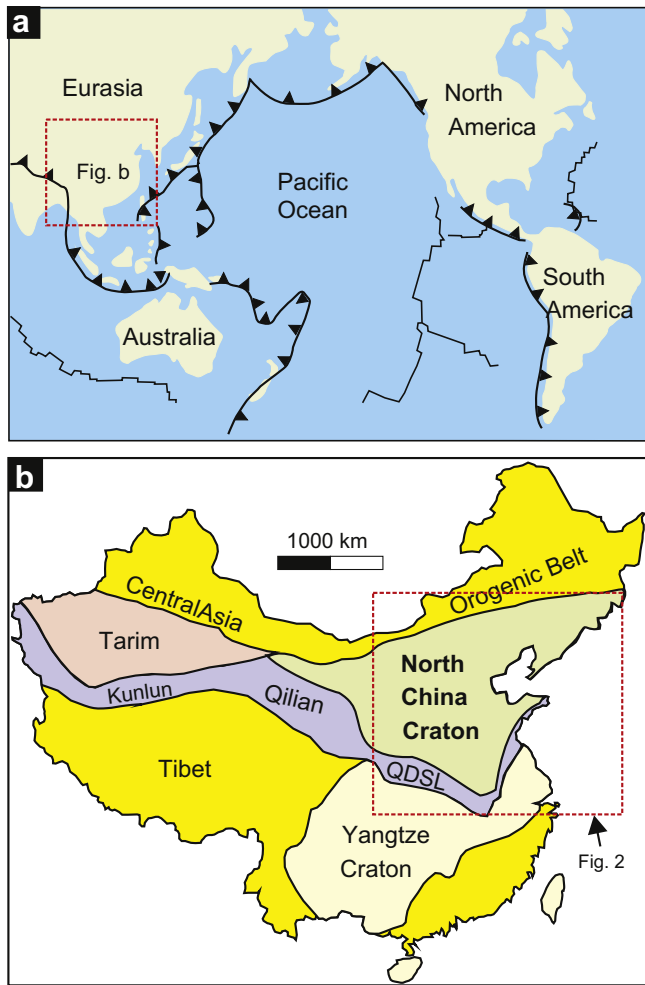 a
Eurasia
Fig. b
North
America
Pacific
Ocean
South
America
Australia
b
1000 km
CentralAsia
Orogenic Belt
Tarim
North
China
Craton
Kunlun
Qilian
Tibet
QDSL
Yangtze
Craton
Fig. 2